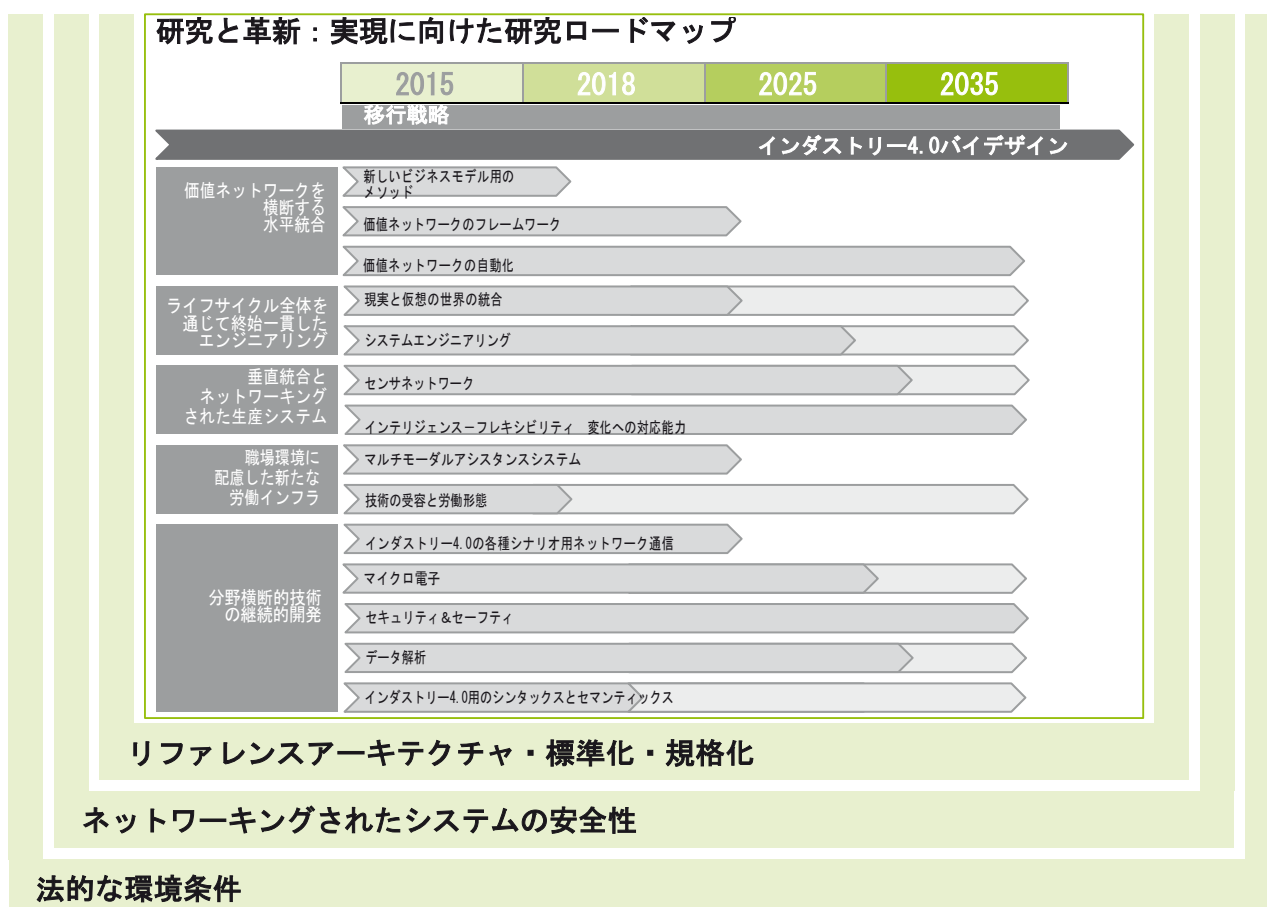 研究と革新：実現に向けた研究ロードマップ
2015 2018 2025 2035
移行戦略
インダストリー4.0バイデザイン
価値ネットワークを
横断する
水平統合
新しいビジネスモデル用の
メソッド
価値ネットワークのフレームワーク
価値ネットワークの自動化
ライフサイクル全体を
通じて終始一貫した
エンジニアリング
現実と仮想の世界の統合
システムエンジニアリング
垂直統合と
ネットワーキング
された生産システム
センサネットワーク
インテリジェンス－フレキシビリティ　変化への対応能力
職場環境に
配慮した新たな
労働インフラ
マルチモーダルアシスタンスシステム
技術の受容と労働形態
分野横断的技術
の継続的開発
インダストリー4.0の各種シナリオ用ネットワーク通信
マイクロ電子
セキュリティ＆セーフティ
データ解析
インダストリー4.0用のシンタックスとセマンティックス
リファレンスアーキテクチャ・標準化・規格化
ネットワーキングされたシステムの安全性
法的な環境条件